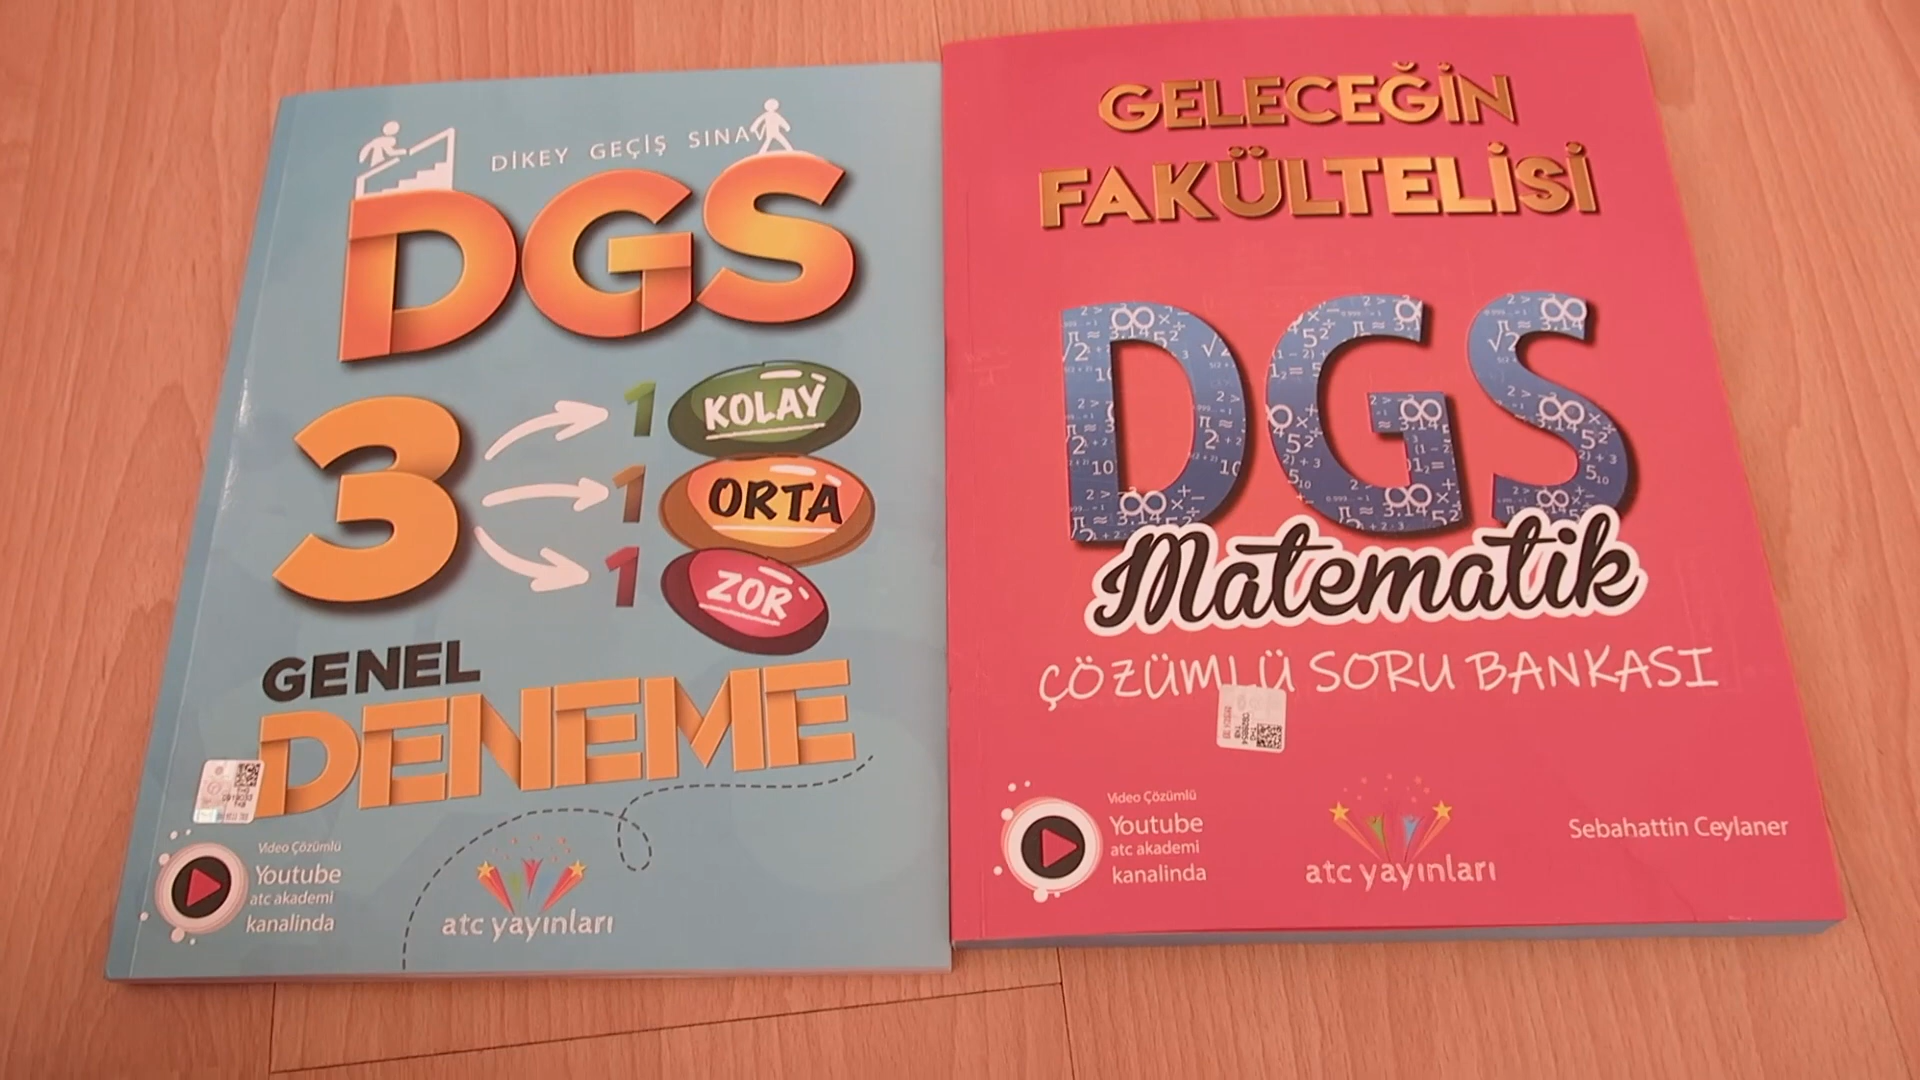 DİKEY GEÇİŞ SINAV
DGS
3
1 KOLAY
1 ORTA
1 ZOR
GENEL
DENEME
Video Çözümlü
Youtube
atc akademi
kanalinda
atc yayınları
GELECEĞİN
FAKÜLTELİSİ
DGS
Matematik
ÇÖZÜMLÜ SORU BANKASI
Video Çözümlü
Youtube
atc akademi
kanalinda
atc yayınları
Sebahattin Ceylaner